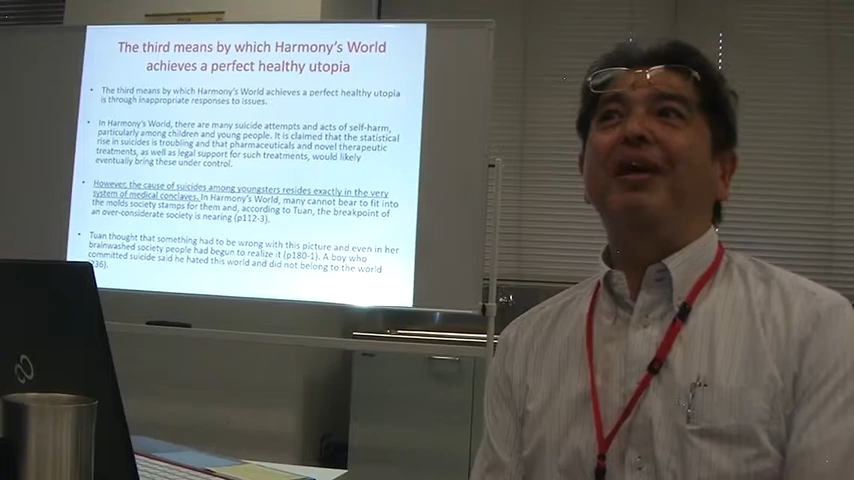 The third means by which Harmony's World
achieves a perfect healthy utopia
• The third means by which Harmony's World achieves a perfect healthy utopia
is through inappropriate responses to issues.
• In Harmony's World, there are many suicide attempts and acts of self-harm,
particularly among children and young people. It is claimed that the statistical
rise in suicides is troubling and that pharmaceuticals and novel therapeutic
treatments, as well as legal support for such treatments, would likely
eventually bring these under control.
• However, the cause of suicides among youngsters resides exactly in the very
system of medical conclaves. In Harmony's World, many cannot bear to fit into
the molds society stamps for them and, according to Tuan, the breakpoint of
an over-considerate society is nearing (p112-3).
• Tuan thought that something had to be wrong with this picture and even in her
brainwashed society people had begun to realize it (p180-1). A boy who
committed suicide said he hated this world and did not belong to the world
236).